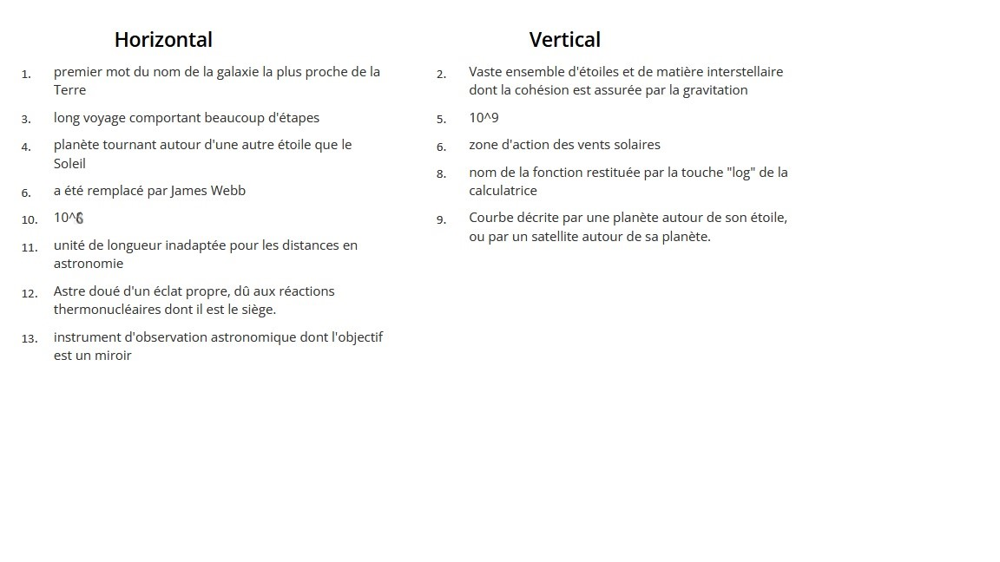 Horizontal
1. premier mot du nom de la galaxie la plus proche de la
Terre
3. long voyage comportant beaucoup d'étapes
4. planète tournant autour d'une autre étoile que le
Soleil
6. a été remplacé par James Webb
10. 10^
11. unité de longueur inadaptée pour les distances en
astronomie
12. Astre doué d'un éclat propre, dû aux réactions
thermonucléaires dont il est le siège.
13. instrument d'observation astronomique dont l'objectif
est un miroir
Vertical
2. Vaste ensemble d'étoiles et de matière interstellaire
dont la cohésion est assurée par la gravitation
5. 10^9
6. zone d'action des vents solaires
8. nom de la fonction restituée par la touche "log" de la
calculatrice
9. Courbe décrite par une planète autour de son étoile,
ou par un satellite autour de sa planète.